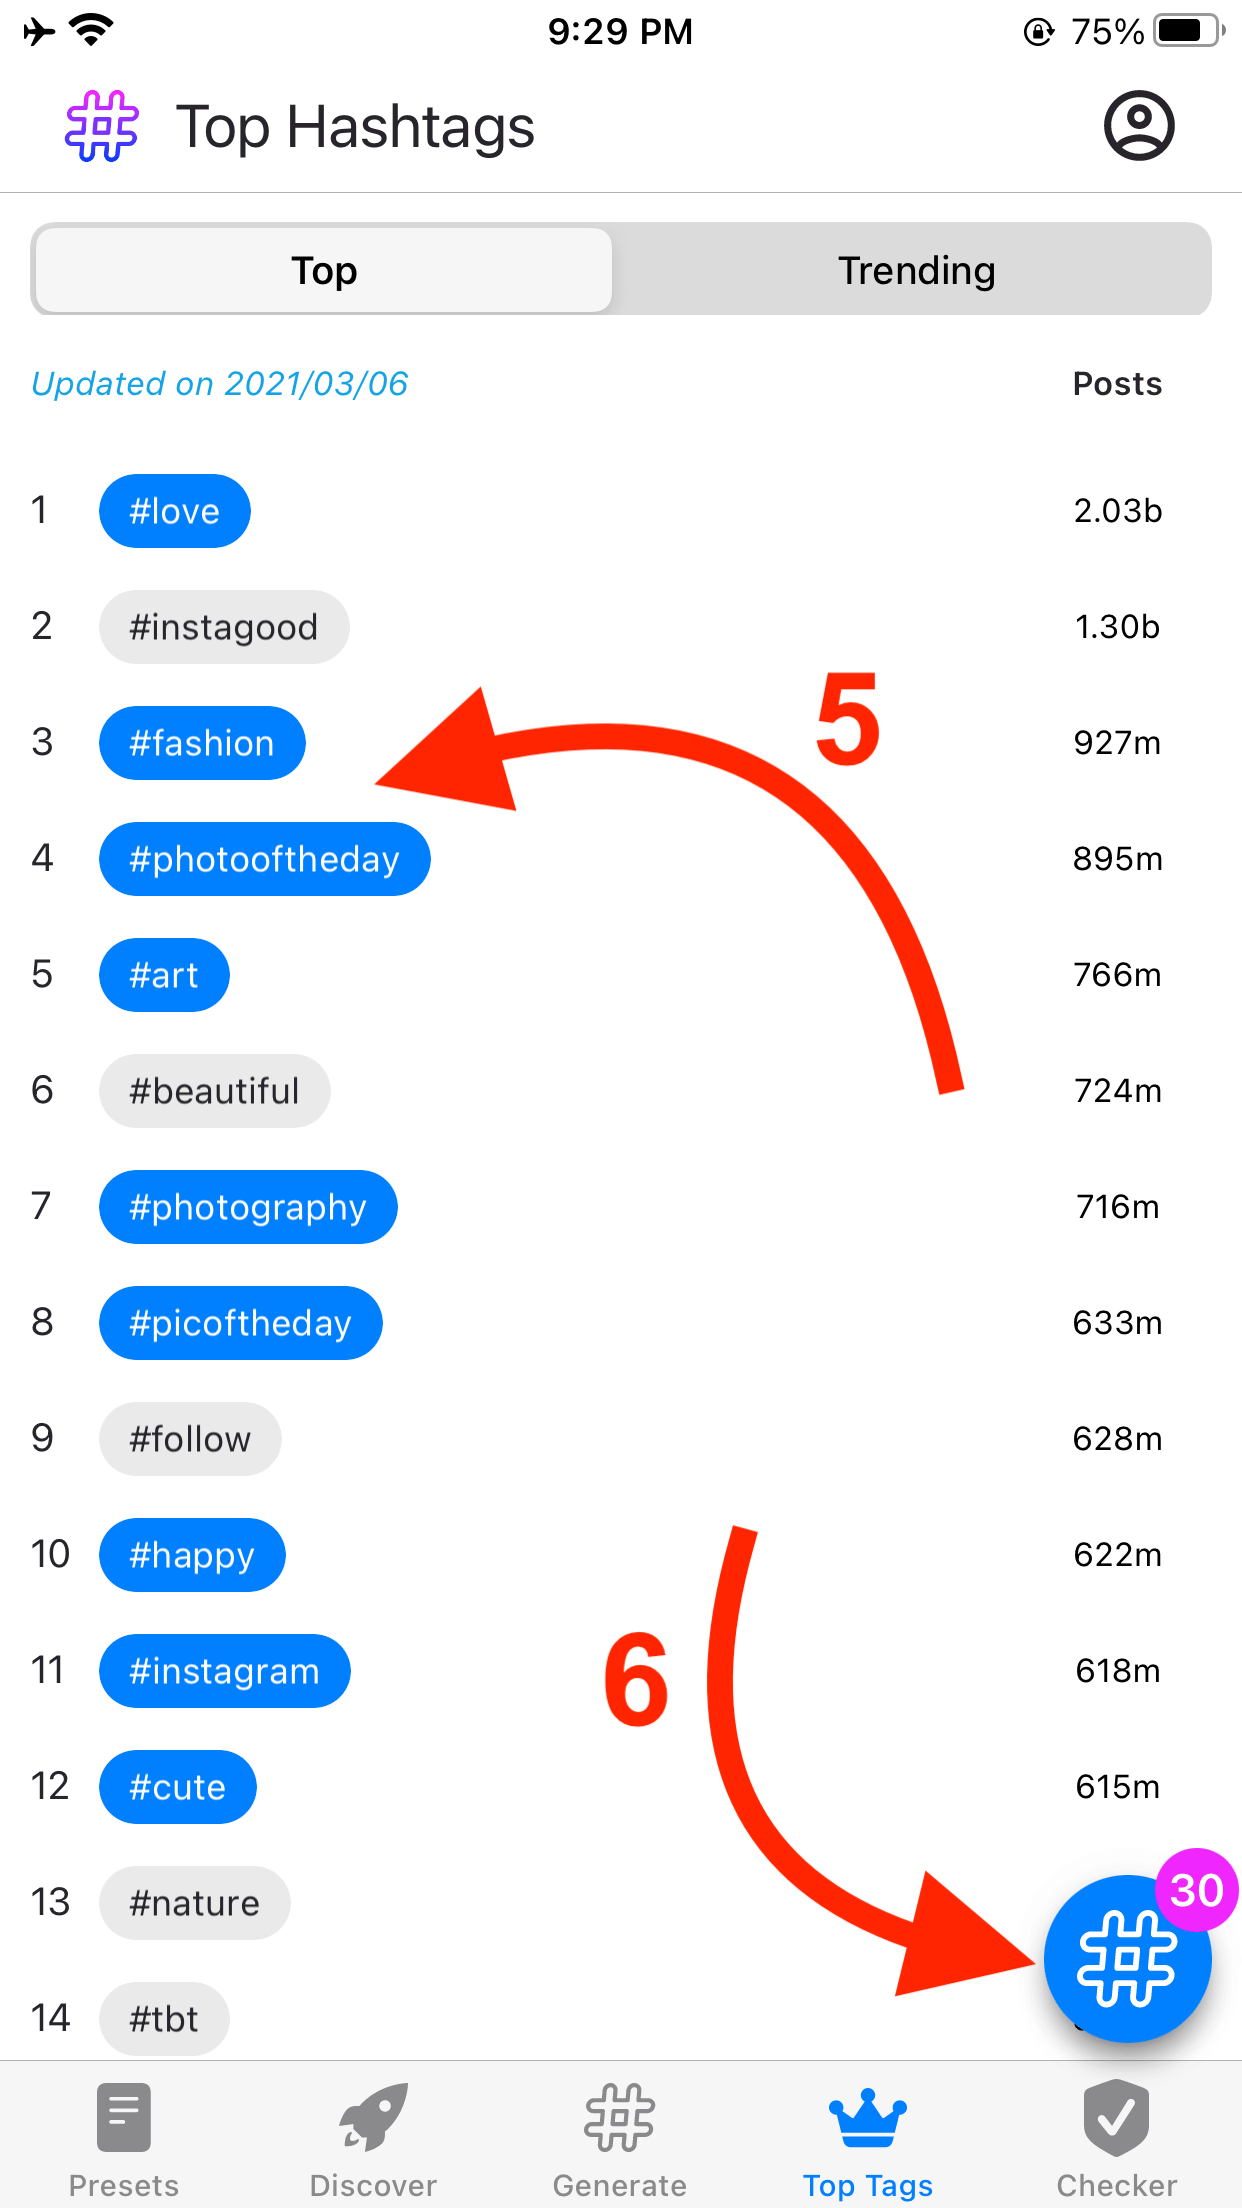 9:29 PM 75%
Top Hashtags
Top Trending
Updated on 2021/03/06 Posts
1 #love 2.03b
2 #instagood 1.30b
5
3 #fashion 927m
4 #photooftheday 895m
5 #art 766m
6 #beautiful 724m
7 #photography 716m
8 #picoftheday 633m
9 #follow 628m
10 #happy 622m
6
11 #instagram 618m
12 #cute 615m
30
13 #nature
14 #tbt
Presets Discover Generate Top Tags Checker